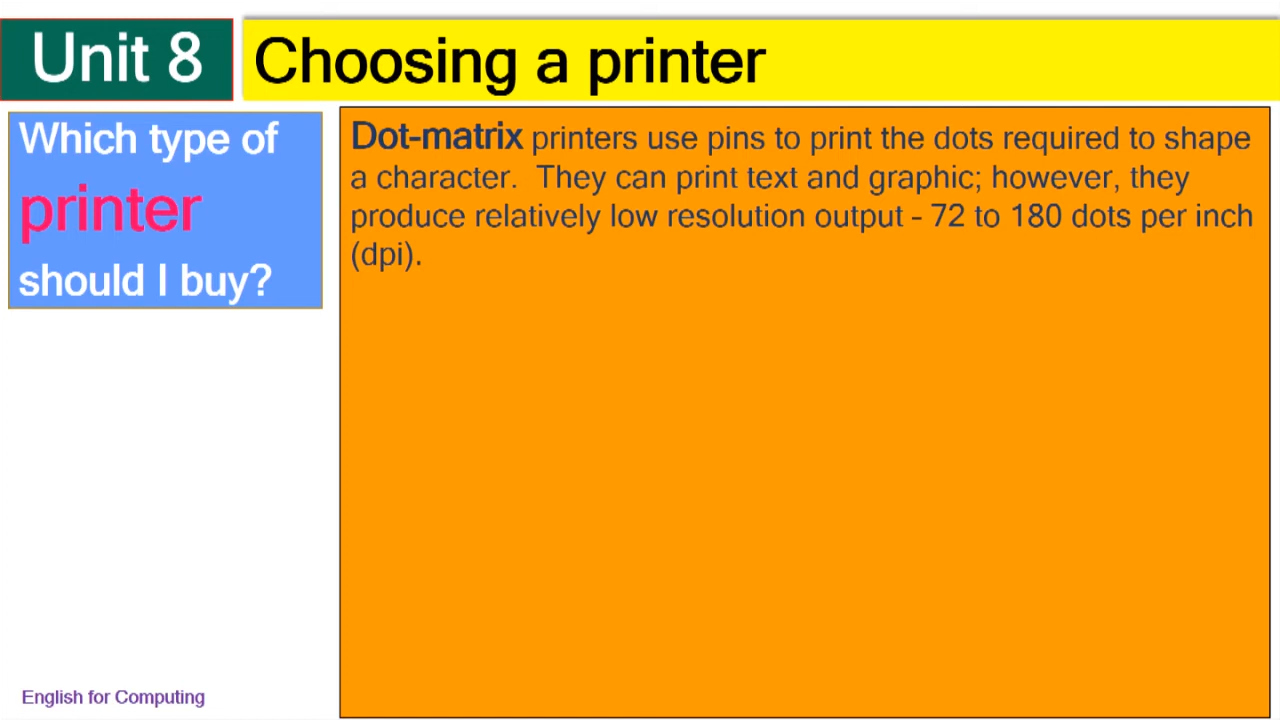 Unit 8
Choosing a printer
Which type of
printer
should I buy?
Dot-matrix printers use pins to print the dots required to shape
a character.  They can print text and graphic; however, they
produce relatively low resolution output - 72 to 180 dots per inch
(dpi).
English for Computing